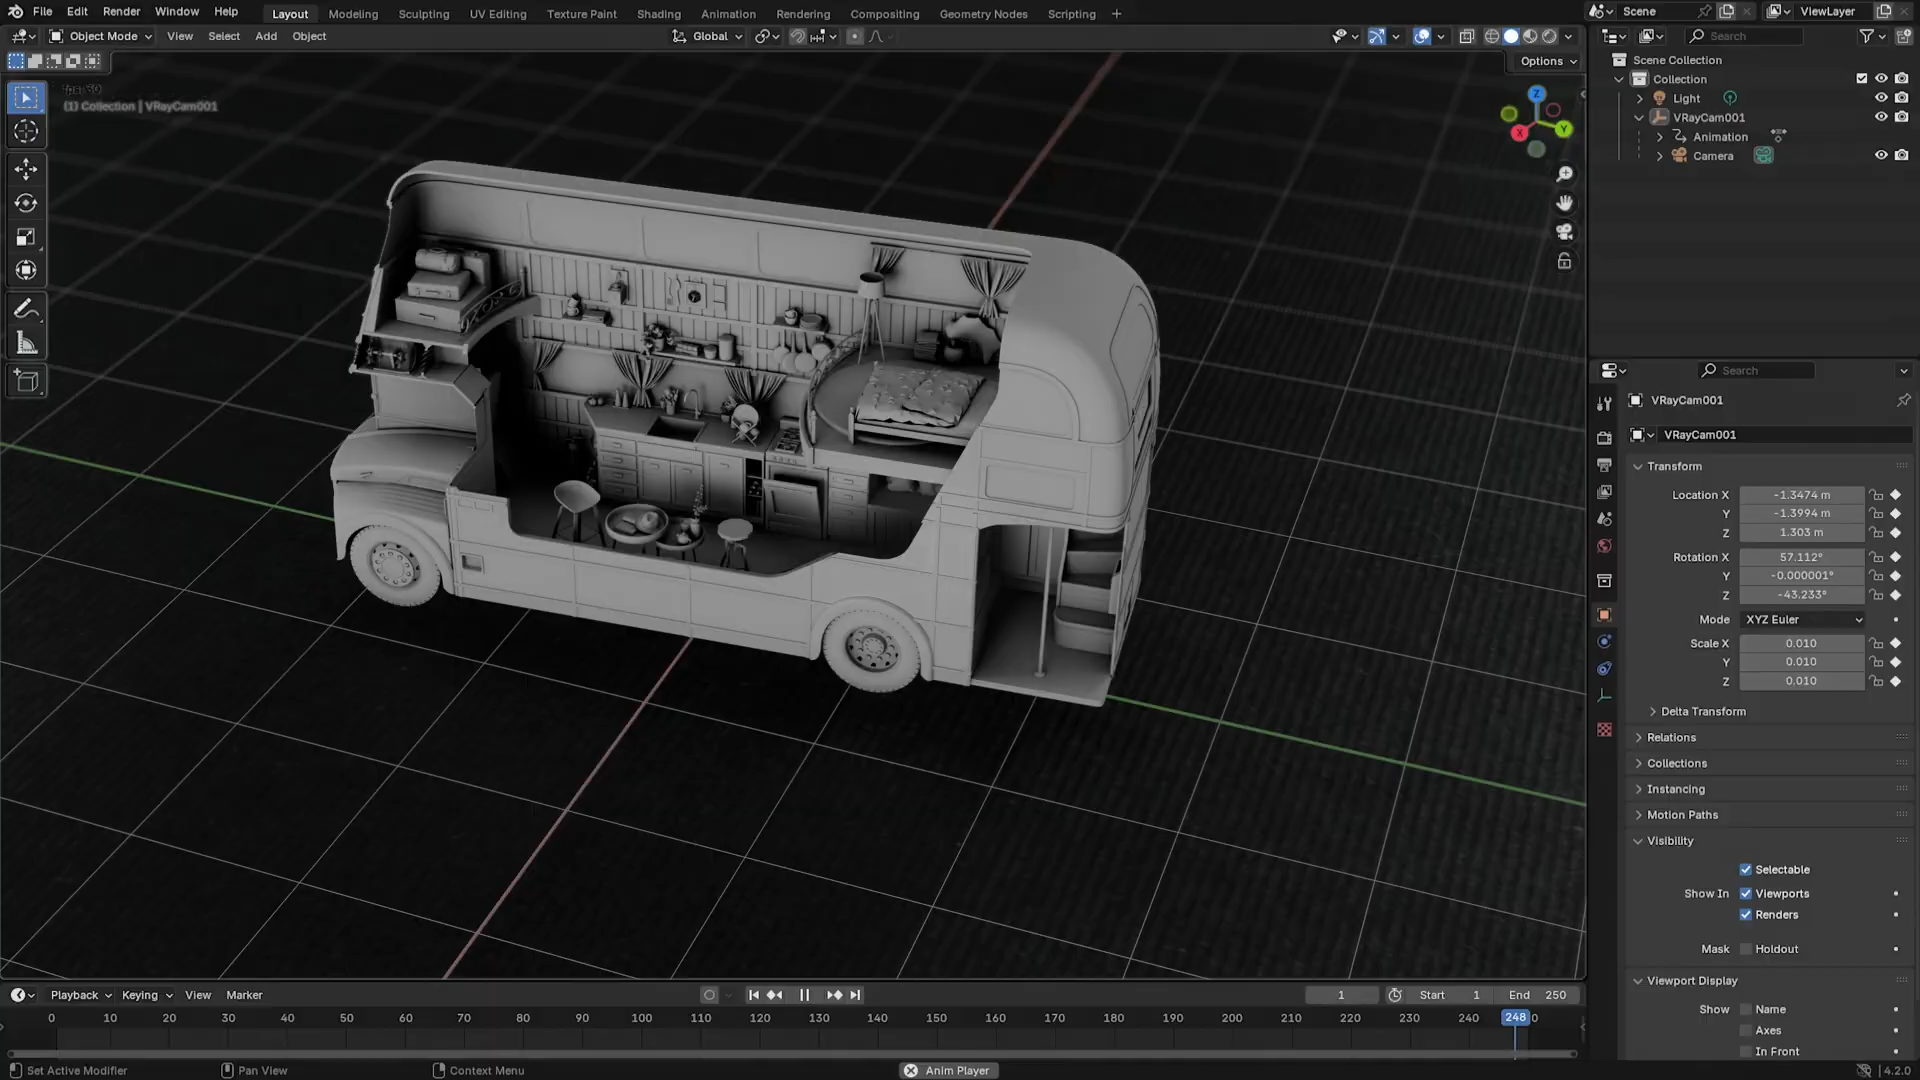 File Edit Render Window Help Layout Modeling Sculpting UV Editing Texture Paint Shading Animation Rendering Compositing Geometry Nodes Scripting + Scene ViewLayer
Object Mode View Select Add Object Global Search
Options
fps: 60
(1) Collection | VRayCam001
Z
Y
X
Scene Collection
Collection
Light
VRayCam001
Animation
Camera
Search
VRayCam001
VRayCam001
Transform
Location X -1.3474 m
Y -1.3994 m
Z 1.303 m
Rotation X 57.112°
Y -0.000001°
Z -43.233°
Mode XYZ Euler
Scale X 0.010
Y 0.010
Z 0.010
Delta Transform
Relations
Collections
Instancing
Motion Paths
Visibility
Selectable
Show In Viewports
Renders
Mask Holdout
Viewport Display
Show Name
Axes
In Front
Playback Keying View Marker 1 Start 1 End 250
0 10 20 30 40 50 60 70 80 90 100 110 120 130 140 150 160 170 180 190 200 210 220 230 240 248 0
Set Active Modifier Pan View Context Menu Anim Player 4.2.0